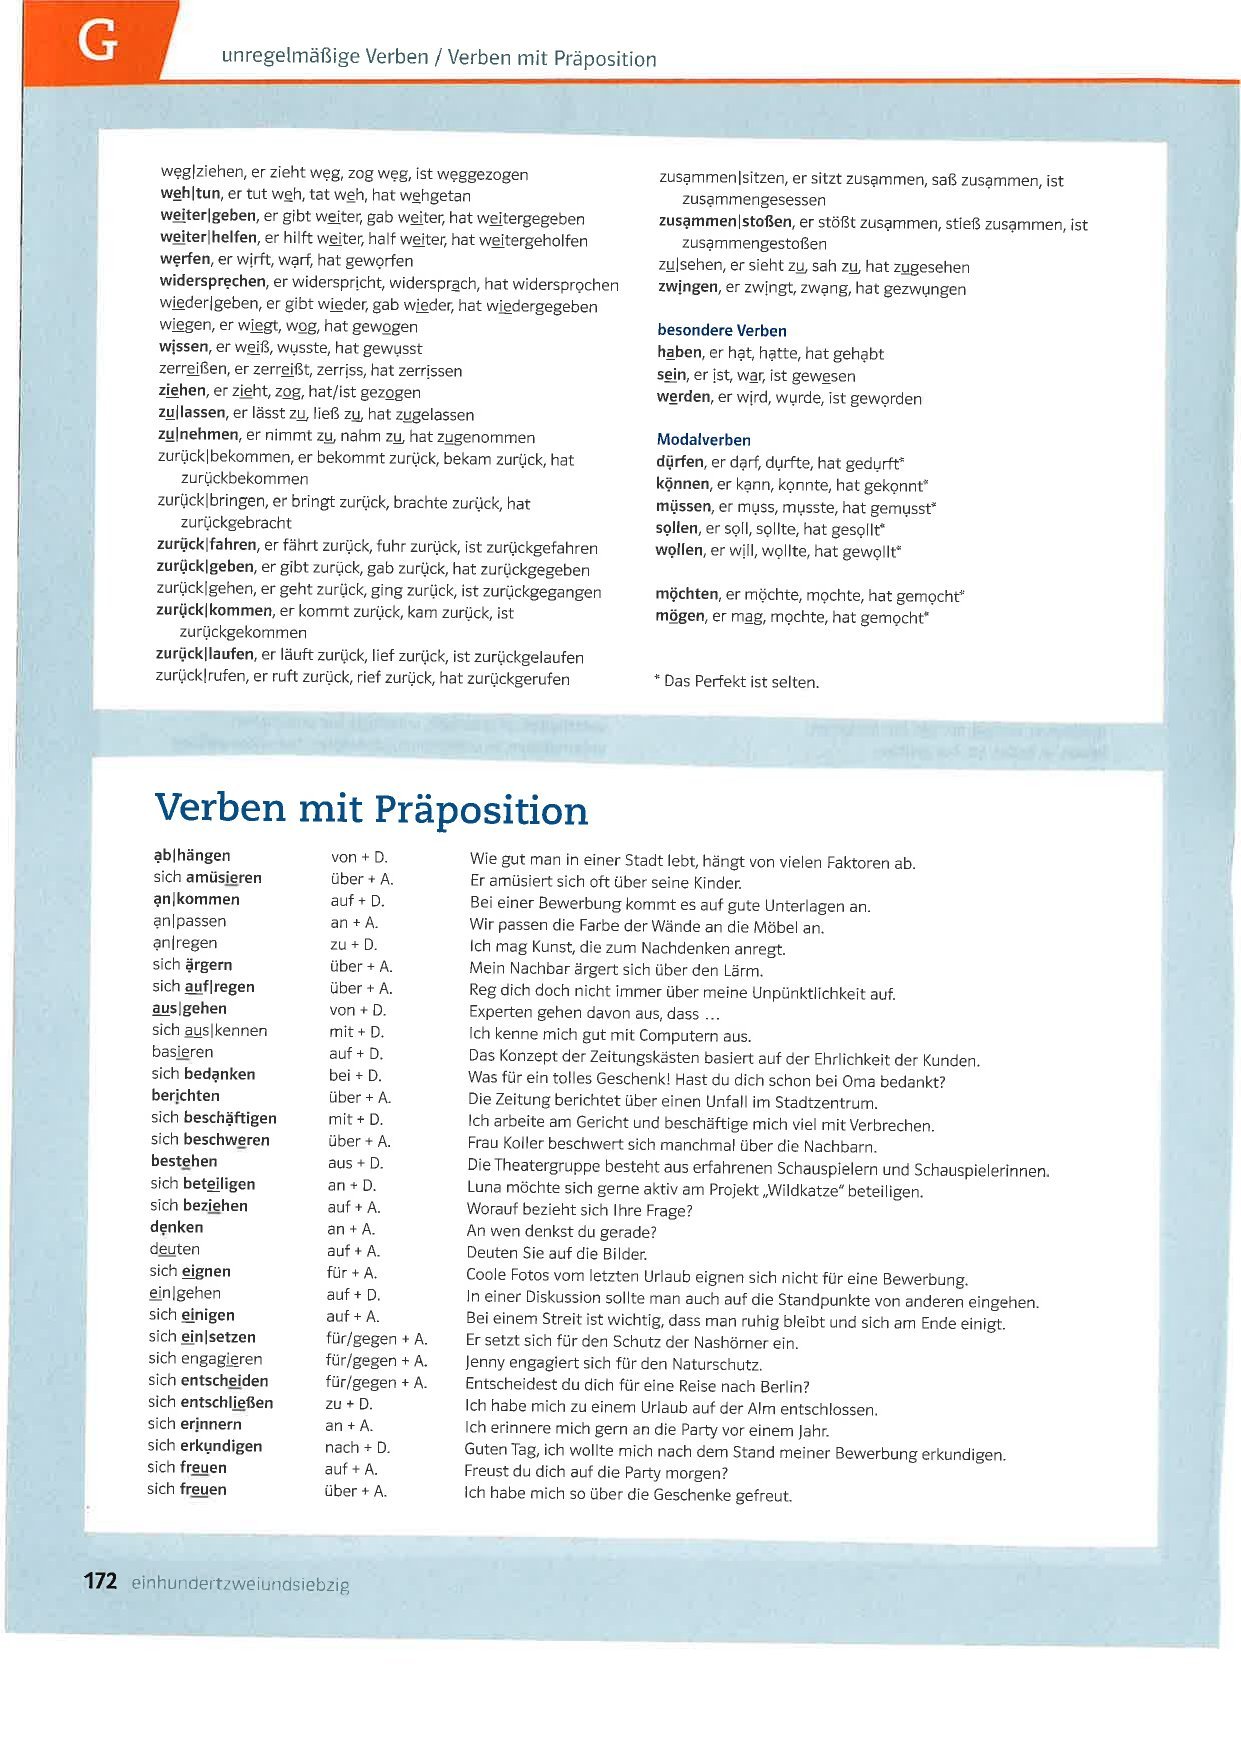 G
unregelmäßige Verben / Verben mit Präposition
weg|ziehen, er zieht weg, zog weg, ist weggezogen
weh|tun, er tut weh, tat weh, hat wehgetan
weiter|geben, er gibt weiter, gab weiter, hat weitergegeben
weiter|helfen, er hilft weiter, half weiter, hat weitergeholfen
werfen, er wirft, warf, hat geworfen
widersprechen, er widerspricht, widersprach, hat widersprochen
wieder|geben, er gibt wieder, gab wieder, hat wiedergegeben
wiegen, er wiegt, wog, hat gewogen
wissen, er weiß, wusste, hat gewusst
zerreißen, er zerreißt, zerriss, hat zerrissen
ziehen, er zieht, zog, hat/ist gezogen
zu|lassen, er lässt zu, ließ zu, hat zugelassen
zu|nehmen, er nimmt zu, nahm zu, hat zugenommen
zurück|bekommen, er bekommt zurück, bekam zurück, hat
zurückbekommen
zurück|bringen, er bringt zurück, brachte zurück, hat
zurückgebracht
zurück|fahren, er fährt zurück, fuhr zurück, ist zurückgefahren
zurück|geben, er gibt zurück, gab zurück, hat zurückgegeben
zurück|gehen, er geht zurück, ging zurück, ist zurückgegangen
zurück|kommen, er kommt zurück, kam zurück, ist
zurückgekommen
zurück|laufen, er läuft zurück, lief zurück, ist zurückgelaufen
zurück|rufen, er ruft zurück, rief zurück, hat zurückgerufen
zusammen|sitzen, er sitzt zusammen, saß zusammen, ist
zusammengesessen
zusammen|stoßen, er stößt zusammen, stieß zusammen, ist
zusammengestoßen
zu|sehen, er sieht zu, sah zu, hat zugesehen
zwingen, er zwingt, zwang, hat gezwungen
besondere Verben
haben, er hat, hatte, hat gehabt
sein, er ist, war, ist gewesen
werden, er wird, wurde, ist geworden
Modalverben
dürfen, er darf, durfte, hat gedurft*
können, er kann, konnte, hat gekonnt*
müssen, er muss, musste, hat gemusst*
sollen, er soll, sollte, hat gesollt*
wollen, er will, wollte, hat gewollt*
möchten, er möchte, mochte, hat gemocht*
mögen, er mag, mochte, hat gemocht*
* Das Perfekt ist selten.
Verben mit Präposition
ab|hängen von + D. Wie gut man in einer Stadt lebt, hängt von vielen Faktoren ab.
sich amüsieren über + A. Er amüsiert sich oft über seine Kinder.
an|kommen auf + D. Bei einer Bewerbung kommt es auf gute Unterlagen an.
an|passen an + A. Wir passen die Farbe der Wände an die Möbel an.
an|regen zu + D. Ich mag Kunst, die zum Nachdenken anregt.
sich ärgern über + A. Mein Nachbar ärgert sich über den Lärm.
sich auf|regen über + A. Reg dich doch nicht immer über meine Unpünktlichkeit auf.
aus|gehen von + D. Experten gehen davon aus, dass ...
sich aus|kennen mit + D. Ich kenne mich gut mit Computern aus.
basieren auf + D. Das Konzept der Zeitungskästen basiert auf der Ehrlichkeit der Kunden.
sich bedanken bei + D. Was für ein tolles Geschenk! Hast du dich schon bei Oma bedankt?
berichten über + A. Die Zeitung berichtet über einen Unfall im Stadtzentrum.
sich beschäftigen mit + D. Ich arbeite am Gericht und beschäftige mich viel mit Verbrechen.
sich beschweren über + A. Frau Koller beschwert sich manchmal über die Nachbarn.
bestehen aus + D. Die Theatergruppe besteht aus erfahrenen Schauspielern und Schauspielerinnen.
sich beteiligen an + D. Luna möchte sich gerne aktiv am Projekt „Wildkatze“ beteiligen.
sich beziehen auf + A. Worauf bezieht sich Ihre Frage?
denken an + A. An wen denkst du gerade?
deuten auf + A. Deuten Sie auf die Bilder.
sich eignen für + A. Coole Fotos vom letzten Urlaub eignen sich nicht für eine Bewerbung.
ein|gehen auf + D. In einer Diskussion sollte man auch auf die Standpunkte von anderen eingehen.
sich einigen auf + A. Bei einem Streit ist wichtig, dass man ruhig bleibt und sich am Ende einigt.
sich ein|setzen für/gegen + A. Er setzt sich für den Schutz der Nashörner ein.
sich engagieren für/gegen + A. Jenny engagiert sich für den Naturschutz.
sich entscheiden für/gegen + A. Entscheidest du dich für eine Reise nach Berlin?
sich entschließen zu + D. Ich habe mich zu einem Urlaub auf der Alm entschlossen.
sich erinnern an + A. Ich erinnere mich gern an die Party vor einem Jahr.
sich erkundigen nach + D. Guten Tag, ich wollte mich nach dem Stand meiner Bewerbung erkundigen.
sich freuen auf + A. Freust du dich auf die Party morgen?
sich freuen über + A. Ich habe mich so über die Geschenke gefreut.
172 einhundertzweiundsiebzig